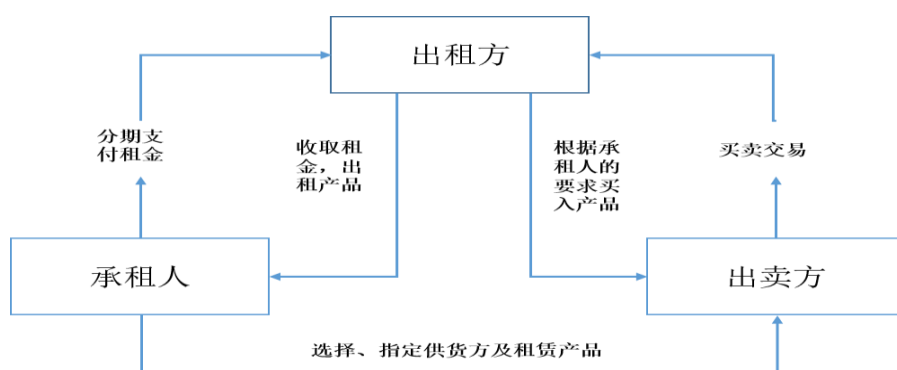 出租方
分期支
付租金
收取租
金，出
租产品
根据承
租人的
要求买
入产品
买卖交易
承租人
出卖方
选择、指定供货方及租赁产品